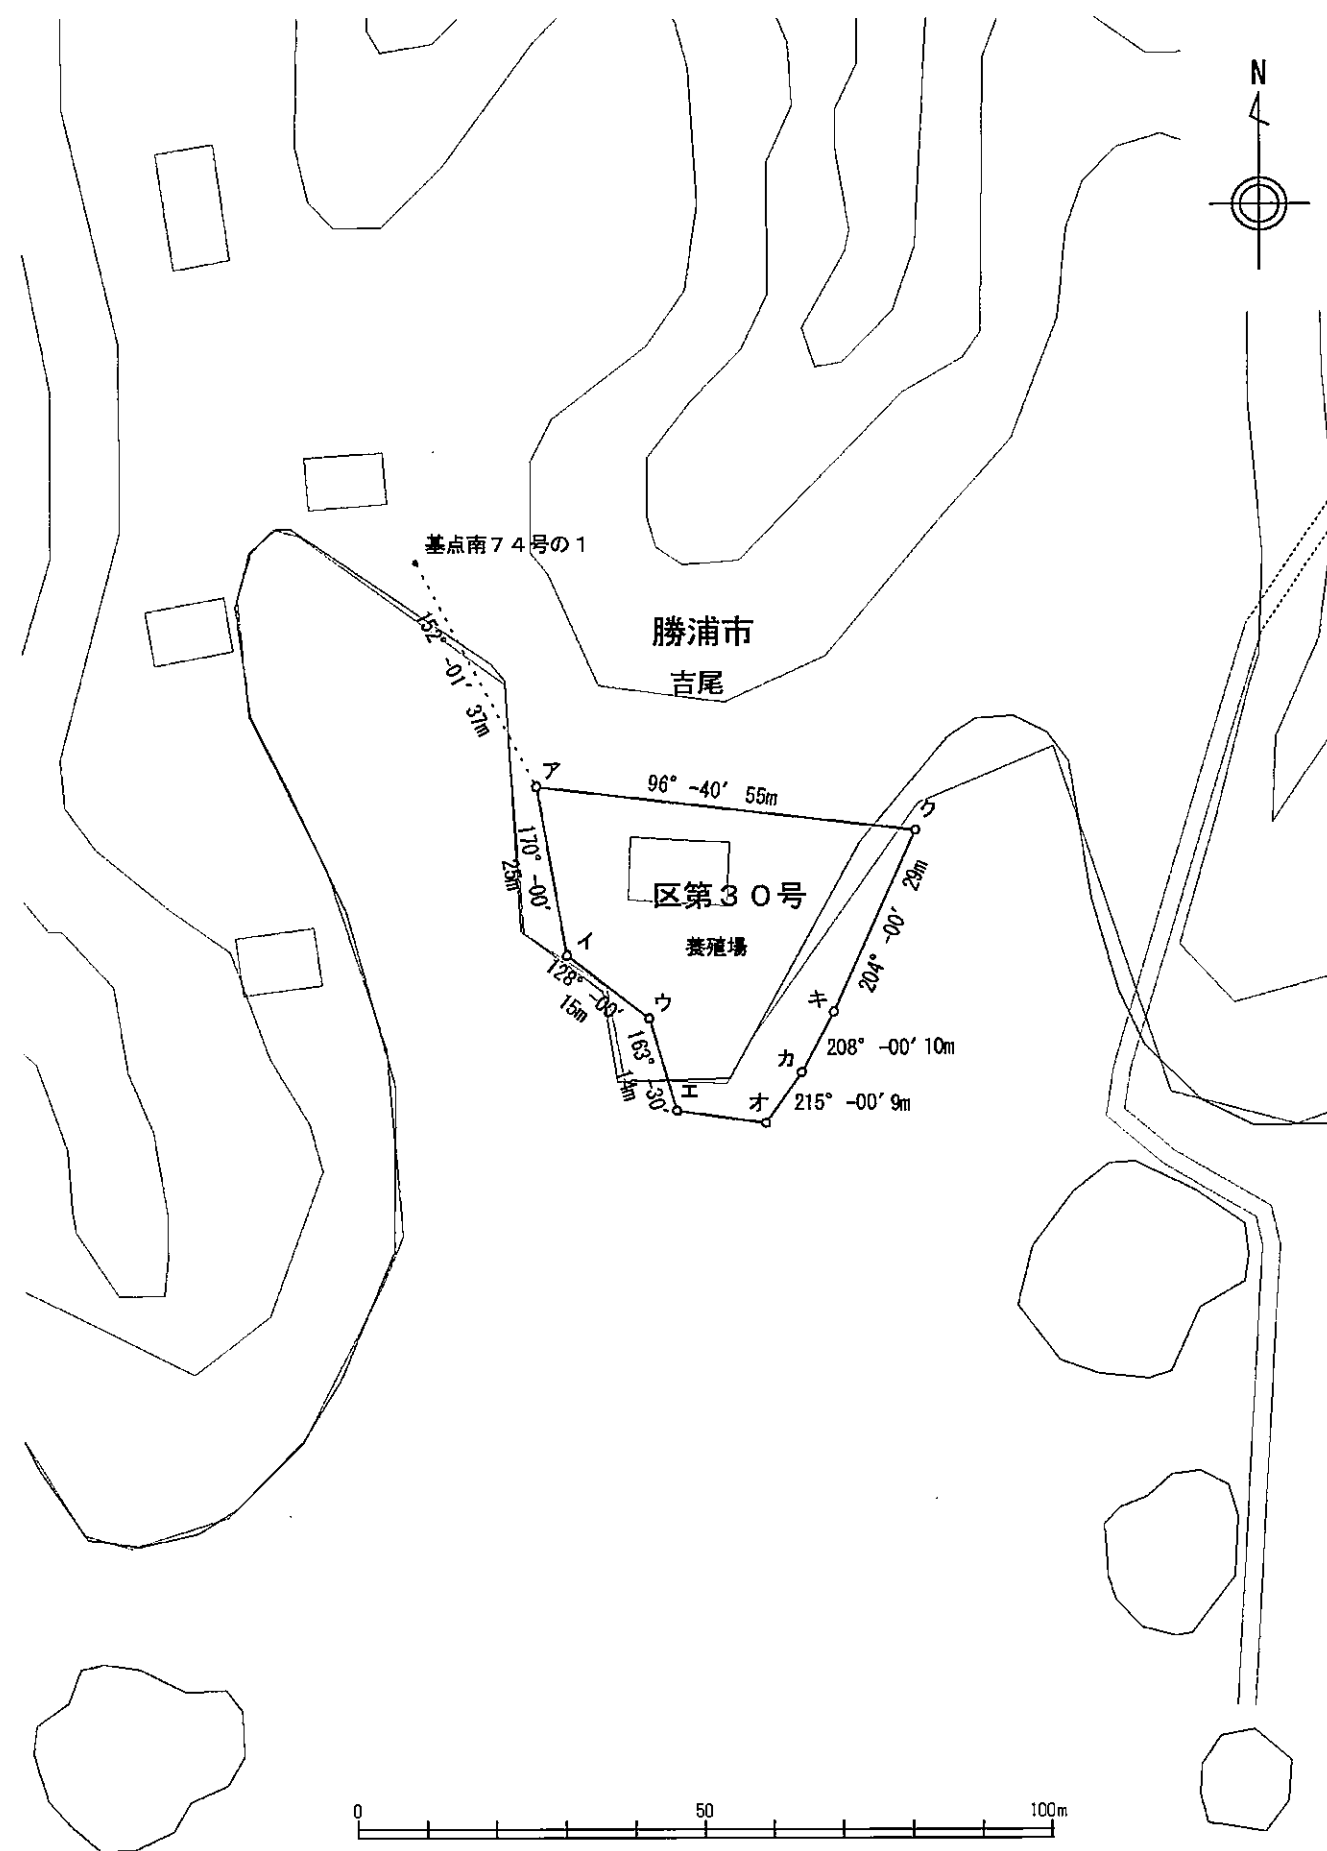 N
基点南74号の1
152° -01′ 37m
勝浦市
吉尾
ア
96° -40′ 55m
ク
170° -00′
25m
区第30号
養殖場
29m
204° -00′
イ
128° -00′
15m
ウ
キ
163° -30′
14m
208° -00′ 10m
カ
エ
オ
215° -00′ 9m
0
50
100m